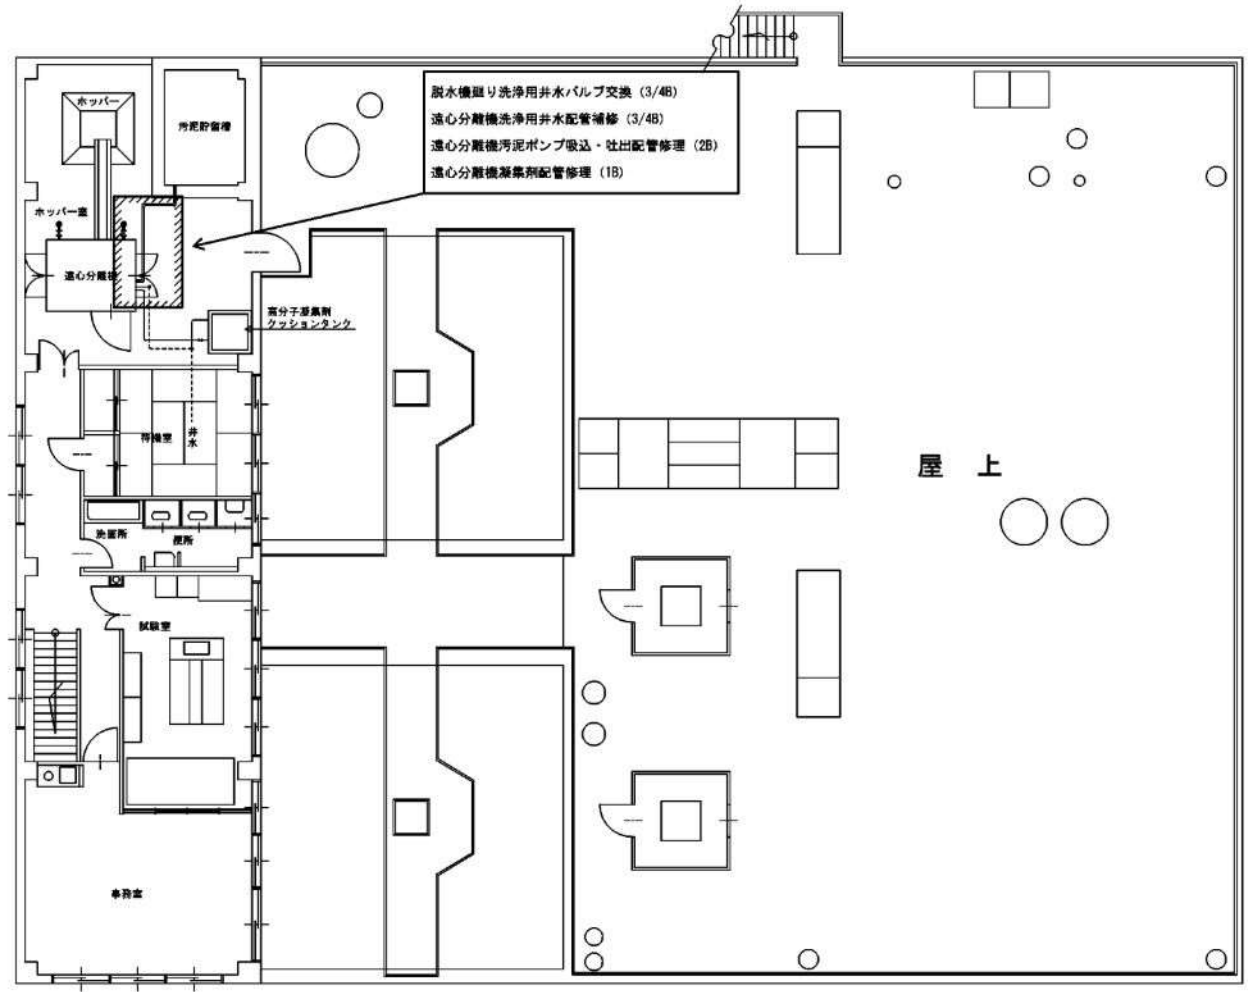 脱水機廻り洗浄用井水バルブ交換（3/4B）
遠心分離機洗浄用井水配管補修（3/4B）
遠心分離機汚泥ポンプ吸込・吐出配管修理（2B）
遠心分離機凝集剤配管修理（1B）
ホッパー
汚泥貯留槽
ホッパー室
遠心分離機
高分子凝集剤
クッションタンク
待機室
井水
屋上
洗面所
便所
試験室
事務室